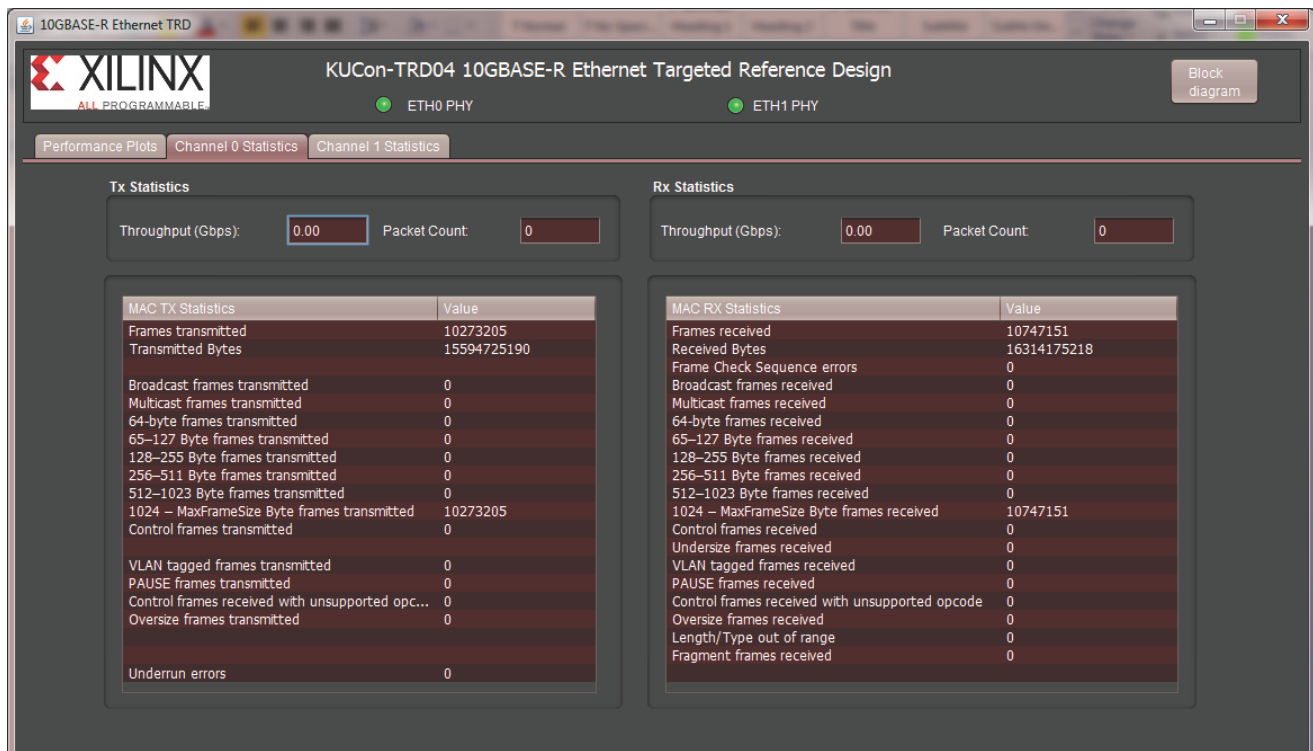 10GBASE-R Ethernet TRD
XILINX
ALL PROGRAMMABLE
KUCon-TRD04 10GBASE-R Ethernet Targeted Reference Design
Block
diagram
ETH0 PHY ETH1 PHY
Performance Plots Channel 0 Statistics Channel 1 Statistics
Tx Statistics
Throughput (Gbps): 0.00 Packet Count: 0
MAC TX Statistics Value
Frames transmitted 10273205
Transmitted Bytes 15594725190
Broadcast frames transmitted 0
Multicast frames transmitted 0
64-byte frames transmitted 0
65–127 Byte frames transmitted 0
128–255 Byte frames transmitted 0
256–511 Byte frames transmitted 0
512–1023 Byte frames transmitted 0
1024 – MaxFrameSize Byte frames transmitted 10273205
Control frames transmitted 0
VLAN tagged frames transmitted 0
PAUSE frames transmitted 0
Control frames received with unsupported opc... 0
Oversize frames transmitted 0
Underrun errors 0
Rx Statistics
Throughput (Gbps): 0.00 Packet Count: 0
MAC RX Statistics Value
Frames received 10747151
Received Bytes 16314175218
Frame Check Sequence errors 0
Broadcast frames received 0
Multicast frames received 0
64-byte frames received 0
65–127 Byte frames received 0
128–255 Byte frames received 0
256–511 Byte frames received 0
512–1023 Byte frames received 0
1024 – MaxFrameSize Byte frames received 10747151
Control frames received 0
Undersize frames received 0
VLAN tagged frames received 0
PAUSE frames received 0
Control frames received with unsupported opcode 0
Oversize frames received 0
Length/Type out of range 0
Fragment frames received 0